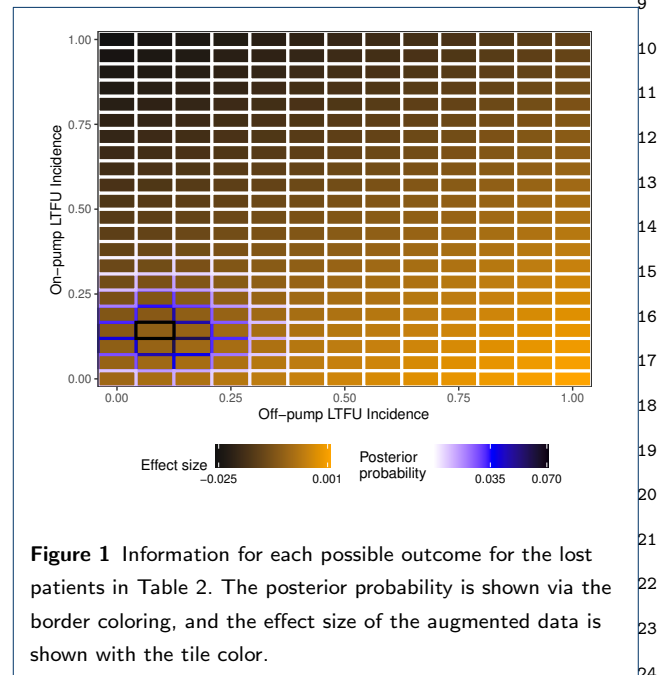 9
1.00
10
11
0.75
12
13
On-pump LTFU Incidence
0.50
14
15
0.25
16
17
0.00
0.00 0.25 0.50 0.75 1.00
18
Off-pump LTFU Incidence
19
Effect size
−0.025 0.001
Posterior
probability
0.035 0.070
20
21
Figure 1 Information for each possible outcome for the lost
22
patients in Table 2. The posterior probability is shown via the
border coloring, and the effect size of the augmented data is
23
shown with the tile color.
24